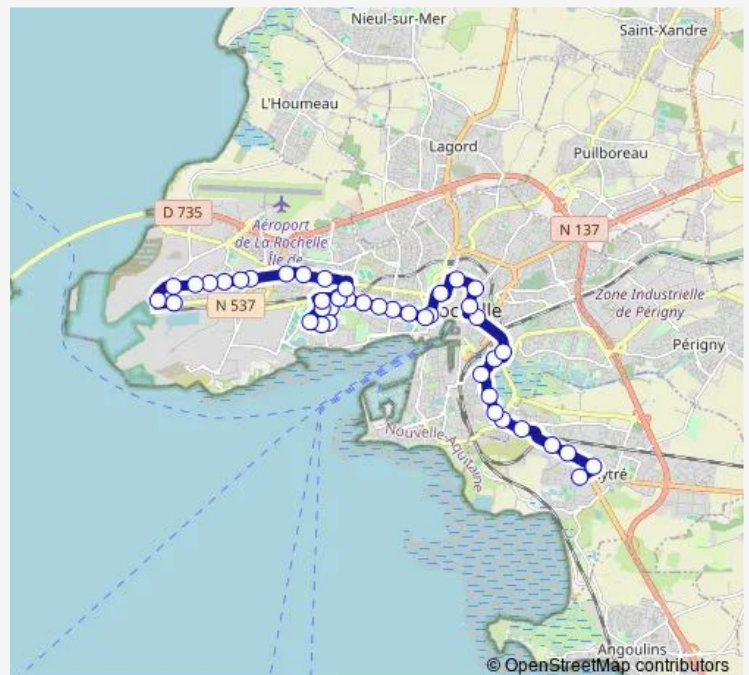 Nieul-sur-Mer
Saint-Xandre
L'Houmeau
Lagord
Puilboreau
D 735
Aéroport
de La Rochelle
Île de
N 137
N 537
Zone Industrielle
de Périgny
Périgny
Nouvelle-Aquitaine
Angoulins
© OpenStreetMap contributors